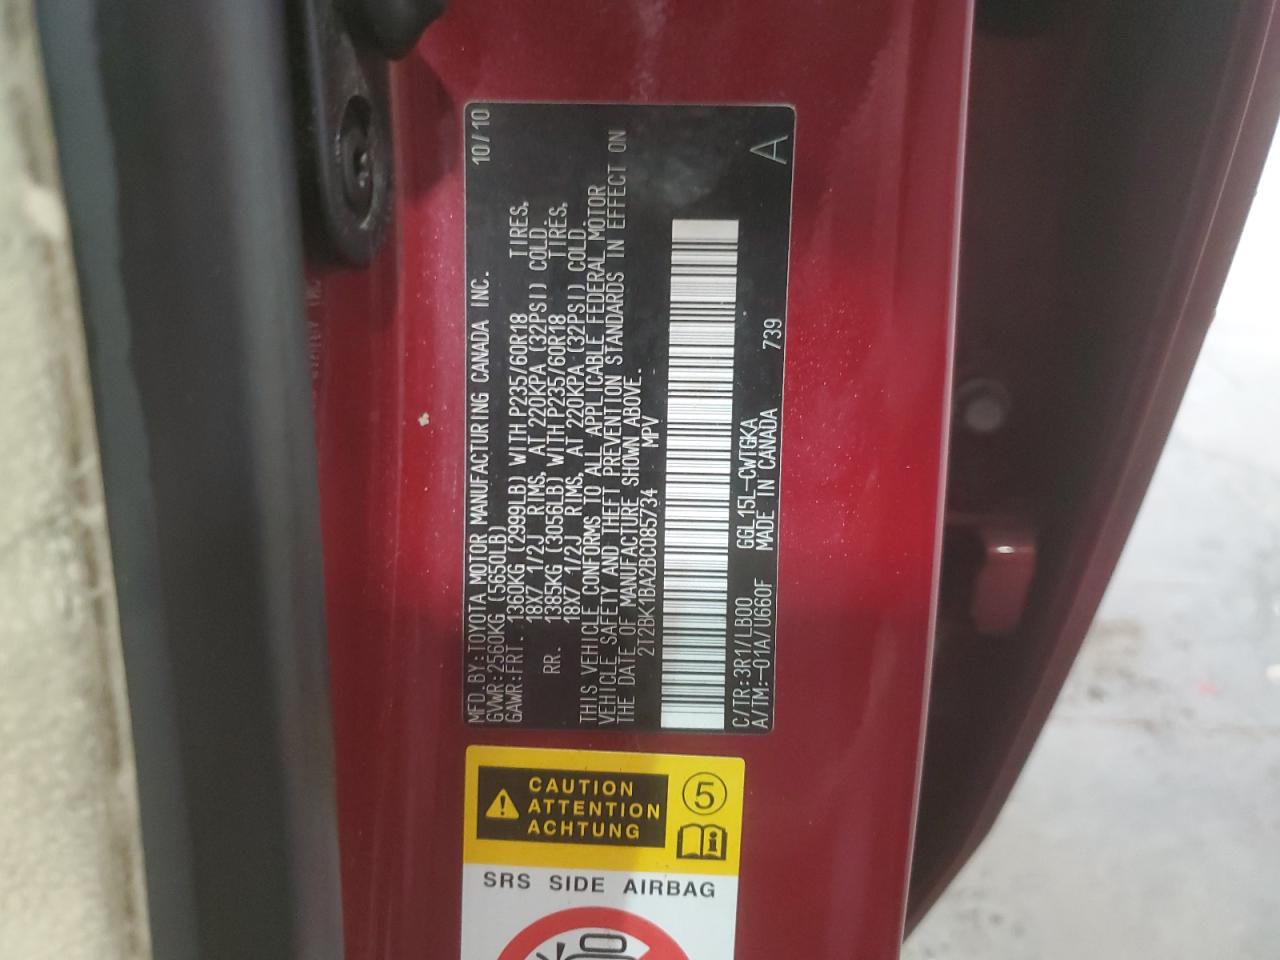 MFD.BY:TOYOTA MOTOR MANUFACTURING CANADA INC. 10/10
GVWR:2560KG (5650LB)
GAWR:FRT. 1360KG (2999LB) WITH P235/60R18 TIRES,
18X7 1/2J RIMS, AT 220KPA (32PSI) COLD.
RR. 1385KG (3056LB) WITH P235/60R18 TIRES,
18X7 1/2J RIMS, AT 220KPA (32PSI) COLD.
THIS VEHICLE CONFORMS TO ALL APPLICABLE FEDERAL MOTOR
VEHICLE SAFETY AND THEFT PREVENTION STANDARDS IN EFFECT ON
THE DATE OF MANUFACTURE SHOWN ABOVE.
2T2BK1BA2BC085734 MPV
C/TR:3R1/LB00 GGL15L-CWTGKA
A/TM:-01A/U660F MADE IN CANADA 739
A
CAUTION
ATTENTION
ACHTUNG
5
SRS SIDE AIRBAG